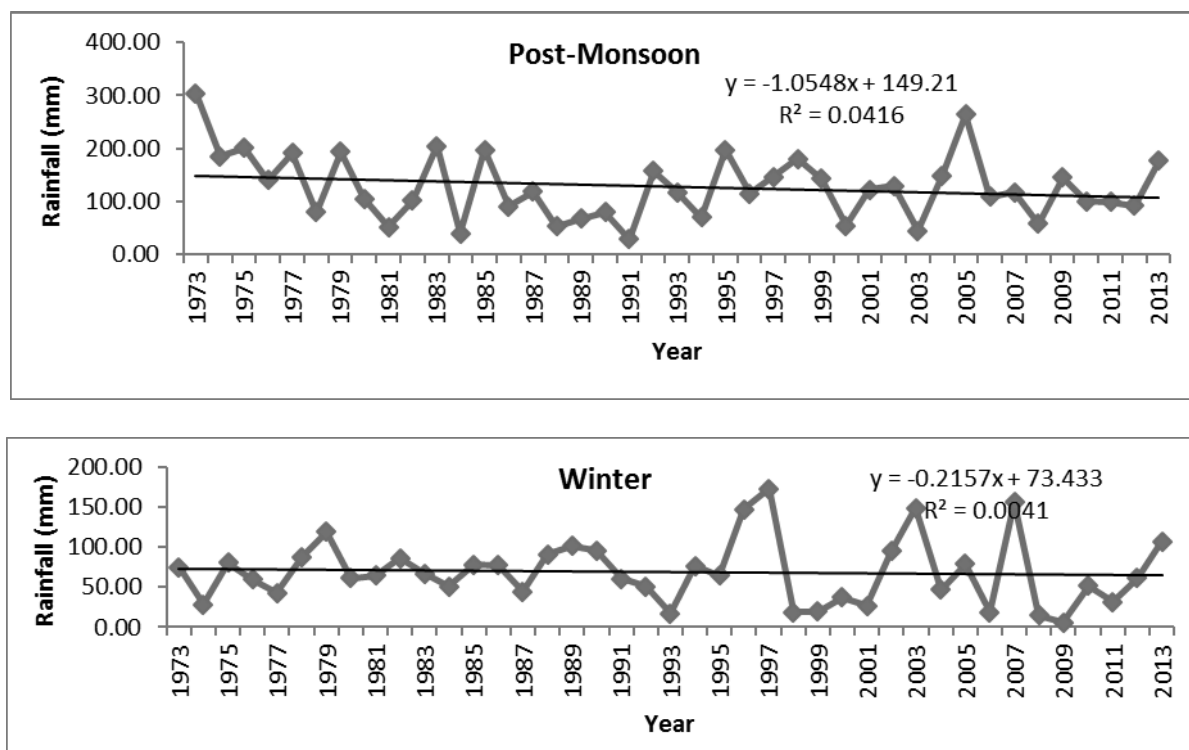 Post-Monsoon
y = -1.0548x + 149.21
R² = 0.0416
Rainfall (mm)
400.00
300.00
200.00
100.00
0.00
1973 1975 1977 1979 1981 1983 1985 1987 1989 1991 1993 1995 1997 1999 2001 2003 2005 2007 2009 2011 2013
Year
Winter
y = -0.2157x + 73.433
R² = 0.0041
Rainfall (mm)
200.00
150.00
100.00
50.00
0.00
1973 1975 1977 1979 1981 1983 1985 1987 1989 1991 1993 1995 1997 1999 2001 2003 2005 2007 2009 2011 2013
Year